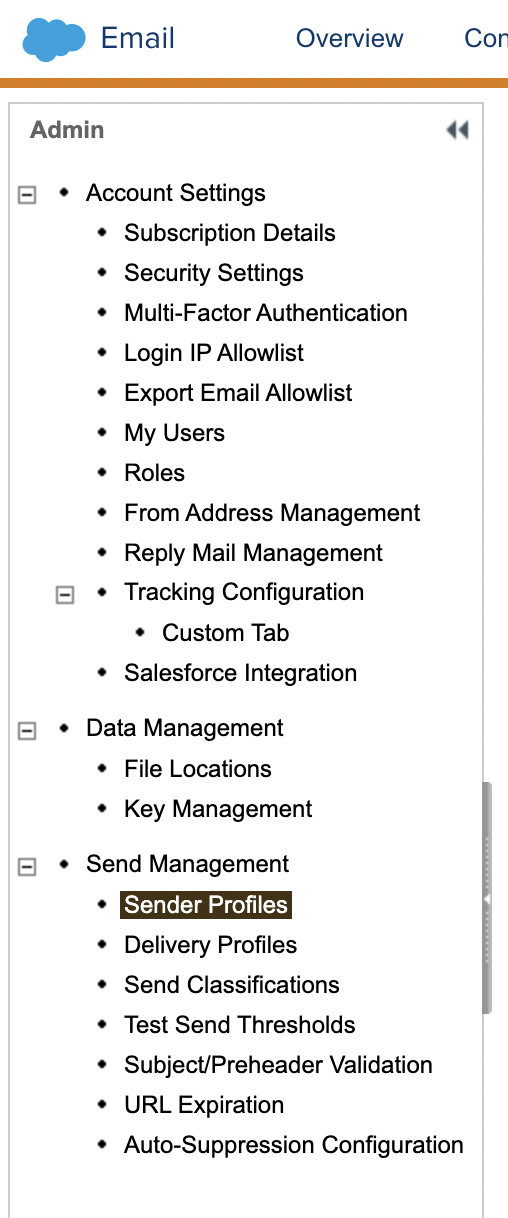 Email Overview
Admin
Account Settings
Subscription Details
Security Settings
Multi-Factor Authentication
Login IP Allowlist
Export Email Allowlist
My Users
Roles
From Address Management
Reply Mail Management
Tracking Configuration
Custom Tab
Salesforce Integration
Data Management
File Locations
Key Management
Send Management
Sender Profiles
Delivery Profiles
Send Classifications
Test Send Thresholds
Subject/Preheader Validation
URL Expiration
Auto-Suppression Configuration